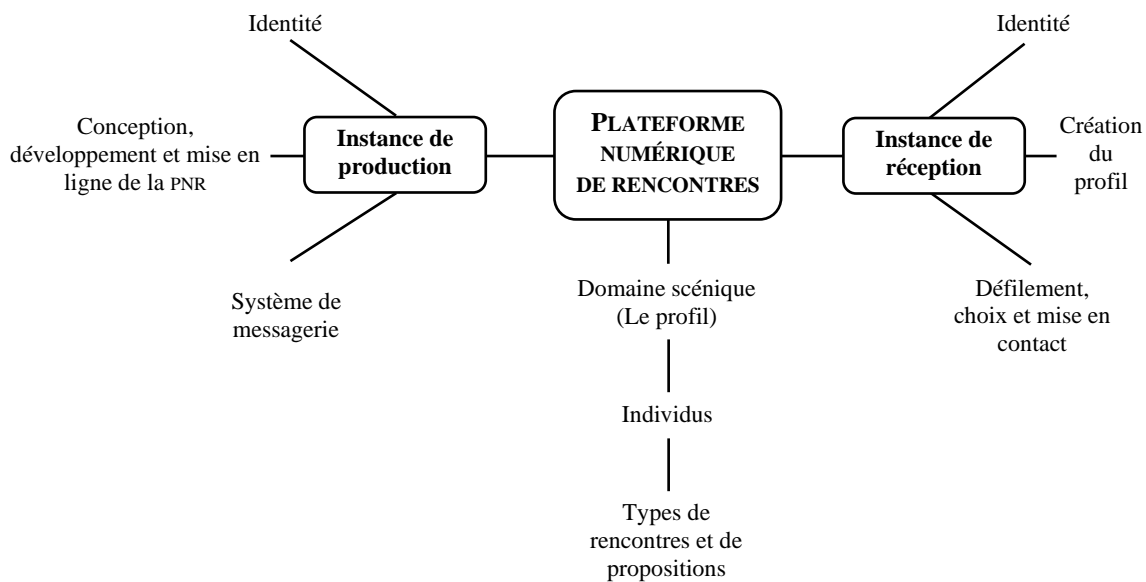 Identité
Identité
Conception,
développement et mise en
ligne de la PNR
Instance de
production
PLATEFORME
NUMÉRIQUE
DE RENCONTRES
Instance de
réception
Création
du
profil
Système de
messagerie
Domaine scénique
(Le profil)
Défilement,
choix et mise en
contact
Individus
Types de
rencontres et de
propositions